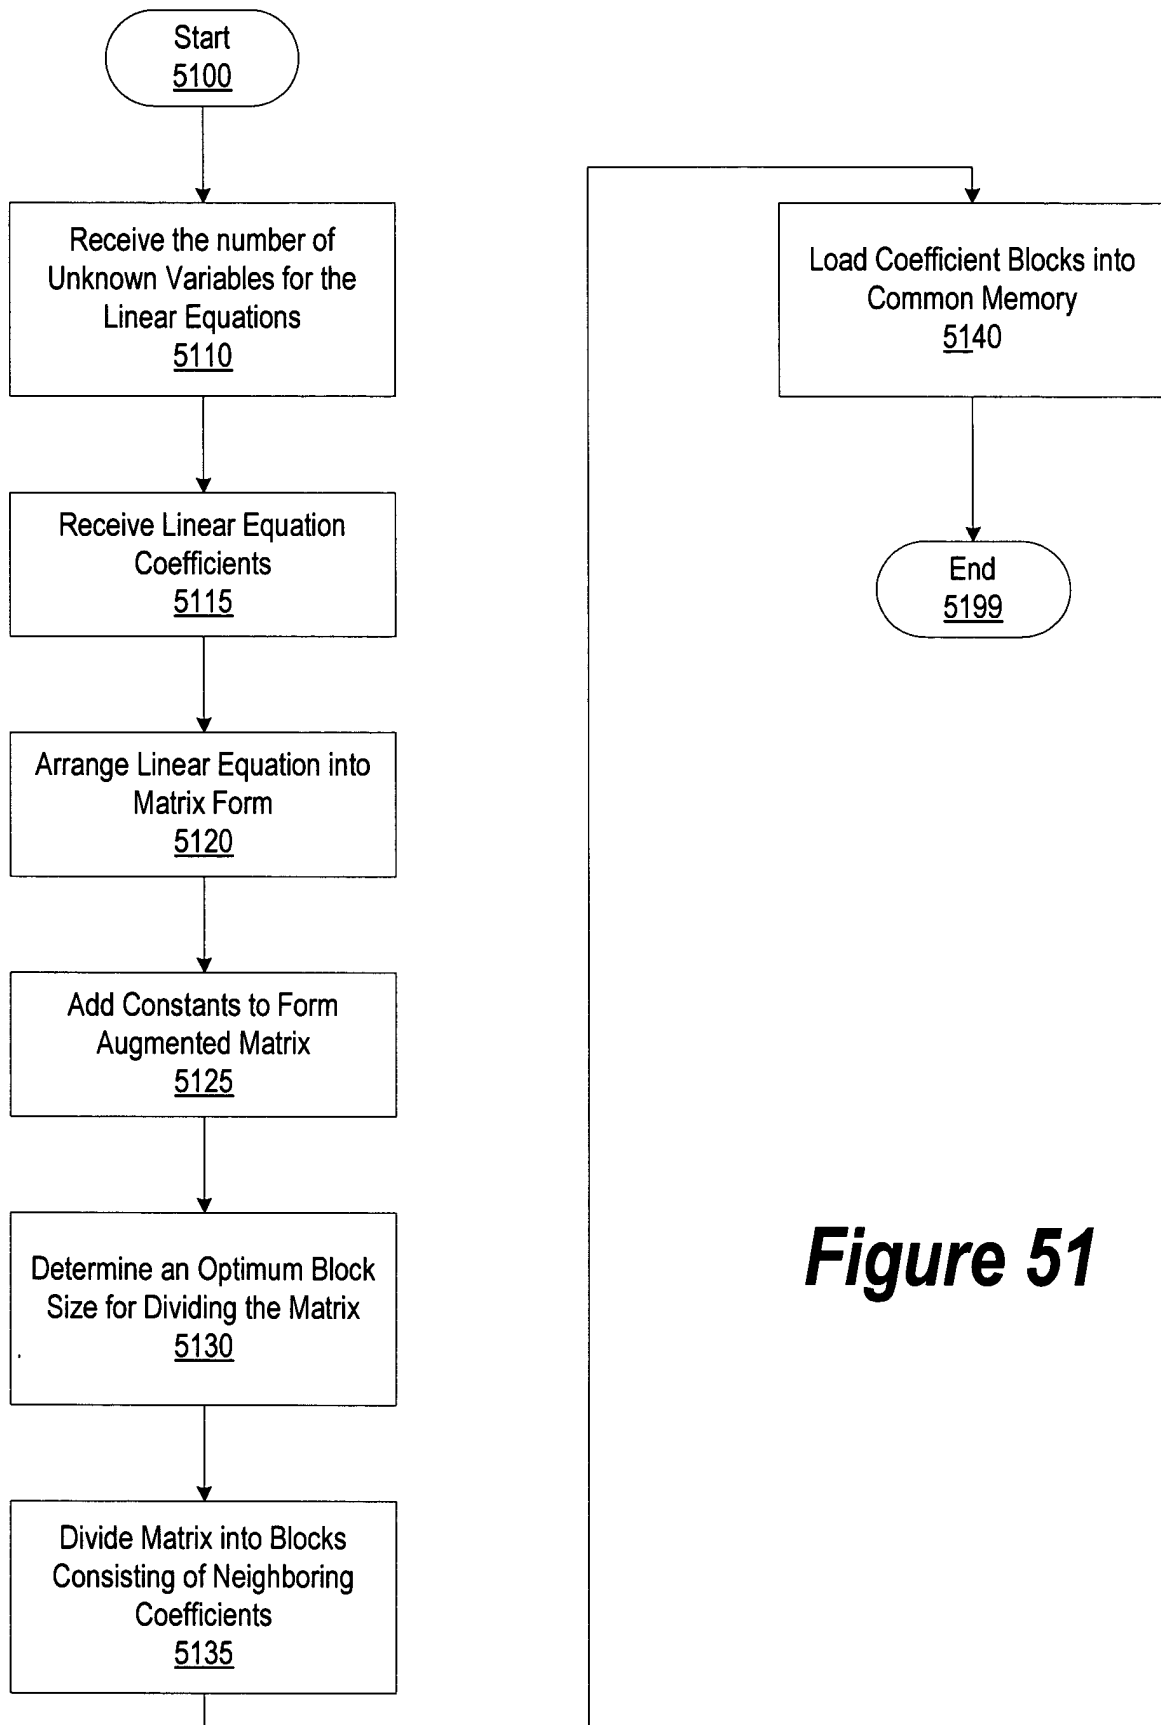 Start
5100
Receive the number of
Unknown Variables for the
Linear Equations
5110
Receive Linear Equation
Coefficients
5115
Arrange Linear Equation into
Matrix Form
5120
Add Constants to Form
Augmented Matrix
5125
Determine an Optimum Block
Size for Dividing the Matrix
5130
Divide Matrix into Blocks
Consisting of Neighboring
Coefficients
5135
Load Coefficient Blocks into
Common Memory
5140
End
5199
Figure 51